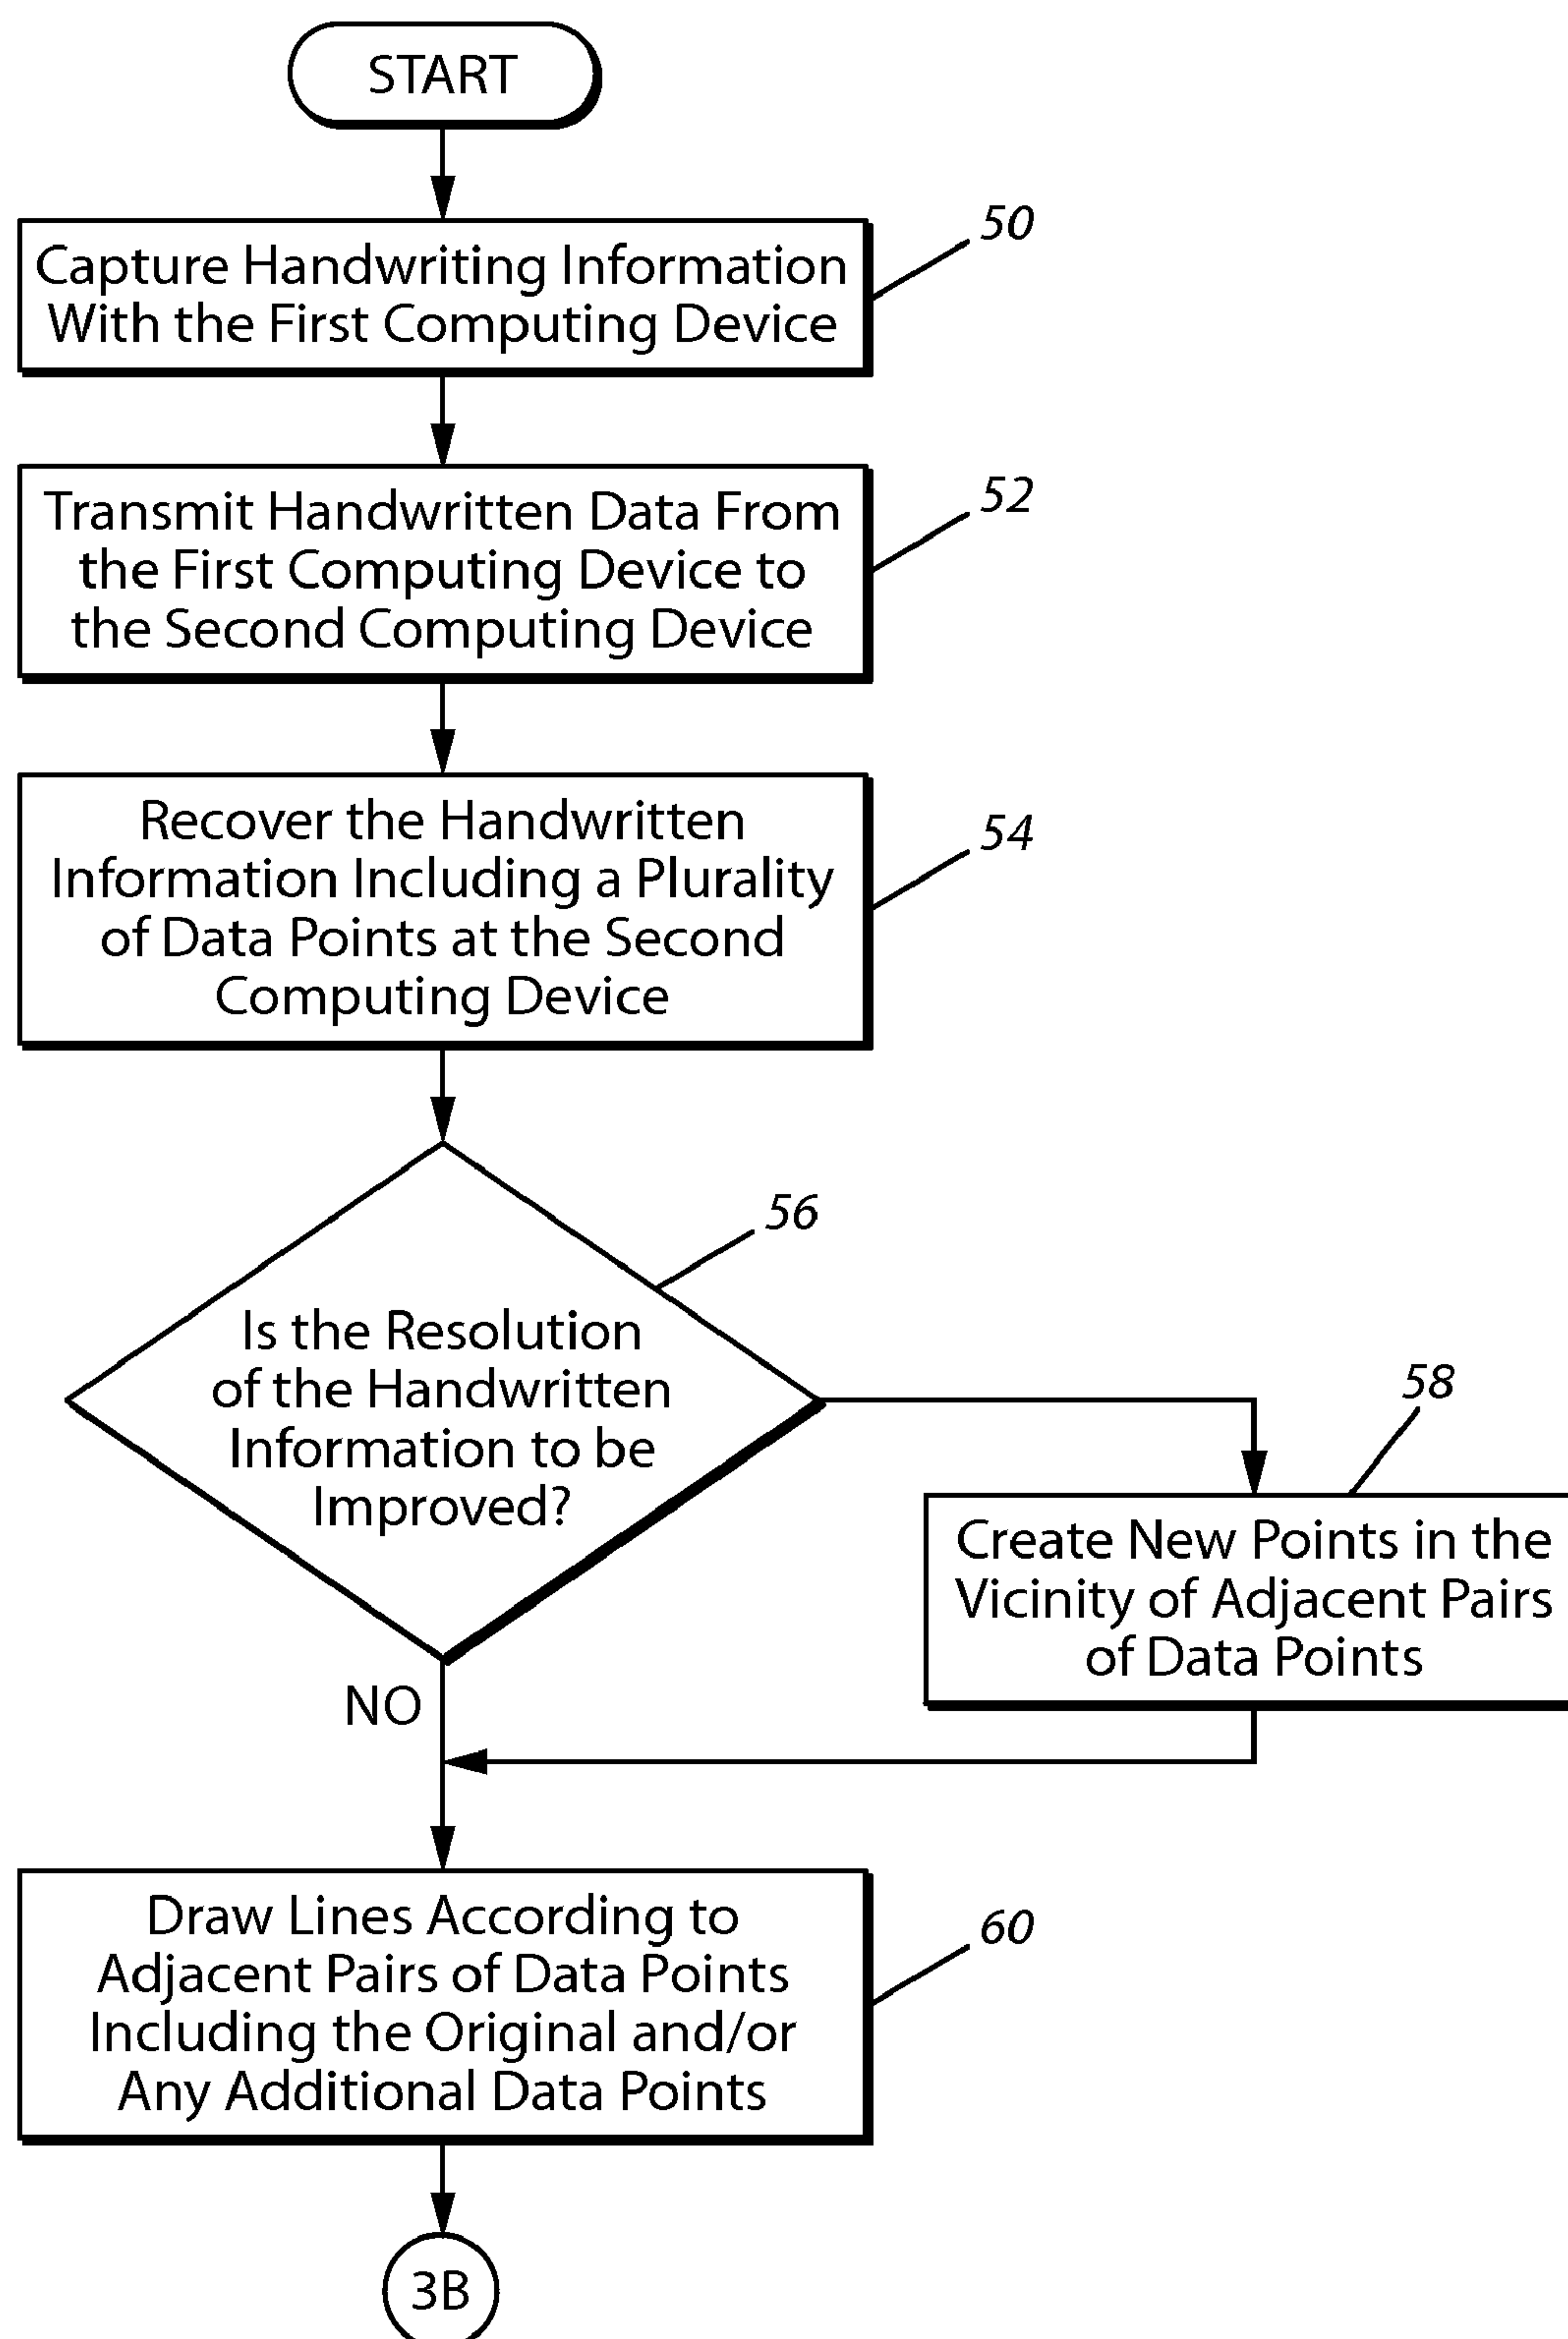 START
50
Capture Handwriting Information
With the First Computing Device
52
Transmit Handwritten Data From
the First Computing Device to
the Second Computing Device
54
Recover the Handwritten
Information Including a Plurality
of Data Points at the Second
Computing Device
56
Is the Resolution
of the Handwritten
Information to be
Improved?
58
Create New Points in the
Vicinity of Adjacent Pairs
of Data Points
NO
60
Draw Lines According to
Adjacent Pairs of Data Points
Including the Original and/or
Any Additional Data Points
3B